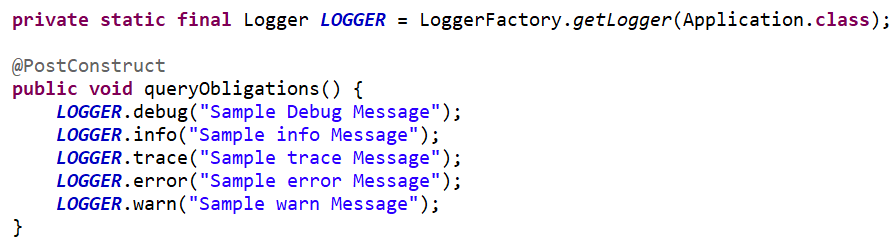 private static final Logger LOGGER = LoggerFactory.getLogger(Application.class);
@PostConstruct
public void queryObligations() {
    LOGGER.debug("Sample Debug Message");
    LOGGER.info("Sample info Message");
    LOGGER.trace("Sample trace Message");
    LOGGER.error("Sample error Message");
    LOGGER.warn("Sample warn Message");
}